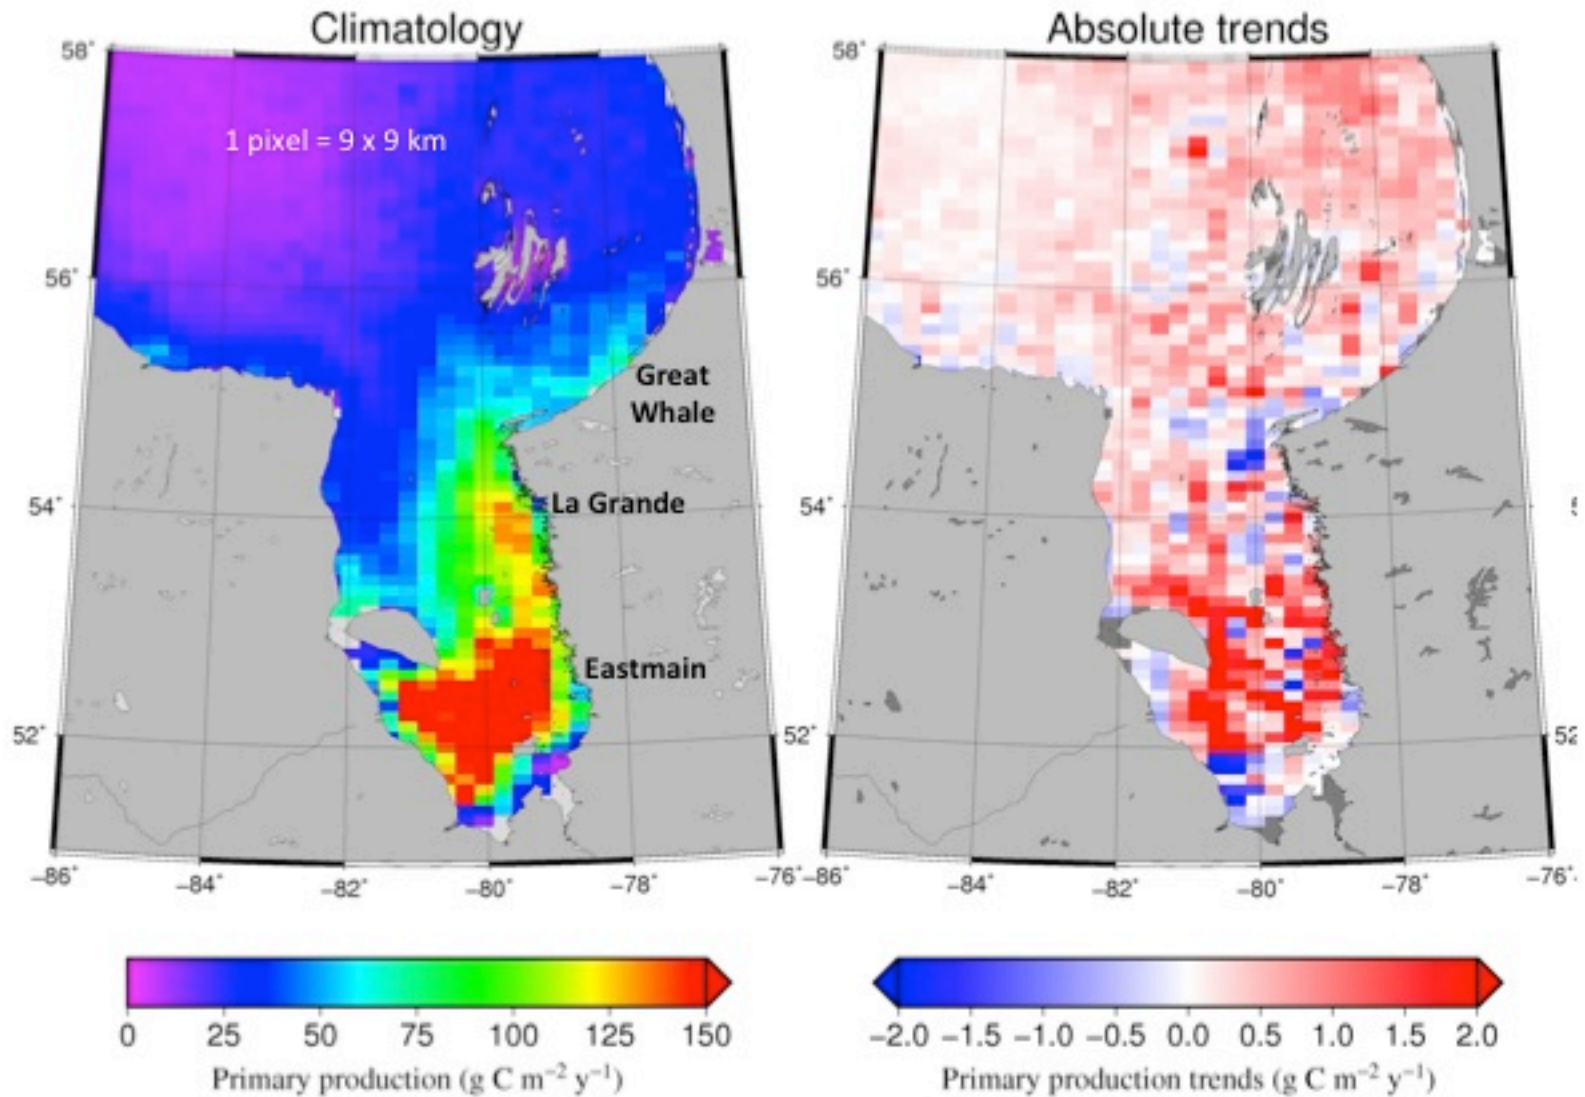 Climatology
Absolute trends
58°
58°
1 pixel = 9 x 9 km
56°
56°
Great
Whale
54°
La Grande
54°
Eastmain
52°
52°
52
−86°
−84°
−82°
−80°
−78°
−76°
−86°
−84°
−82°
−80°
−78°
−76°
0 25 50 75 100 125 150
−2.0 −1.5 −1.0 −0.5 0.0 0.5 1.0 1.5 2.0
Primary production (g C m⁻² y⁻¹)
Primary production trends (g C m⁻² y⁻¹)